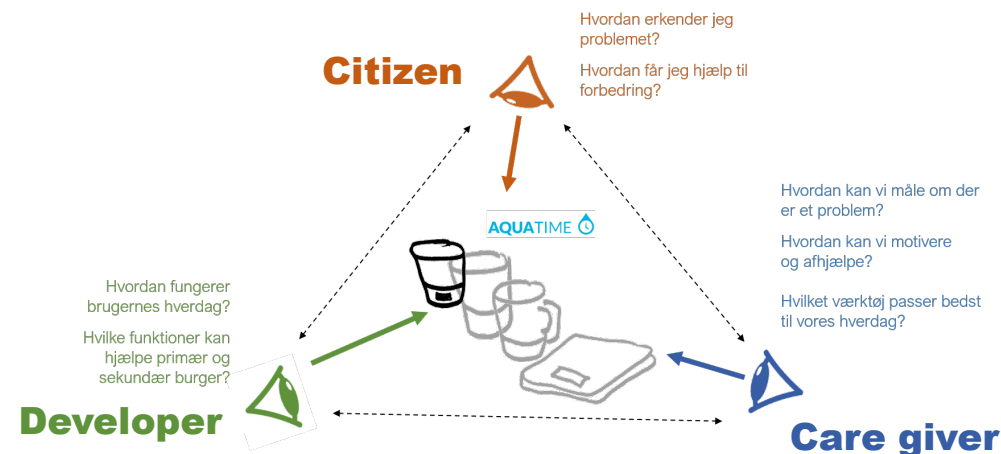 Hvordan erkender jeg
problemet?
Hvordan får jeg hjælp til
forbedring?
Citizen
Hvordan kan vi måle om der
er et problem?
Hvordan kan vi motivere
og afhjælpe?
Hvilket værktøj passer bedst
til vores hverdag?
AQUATIME
Hvordan fungerer
brugernes hverdag?
Hvilke funktioner kan
hjælpe primær og
sekundær burger?
Developer
Care giver